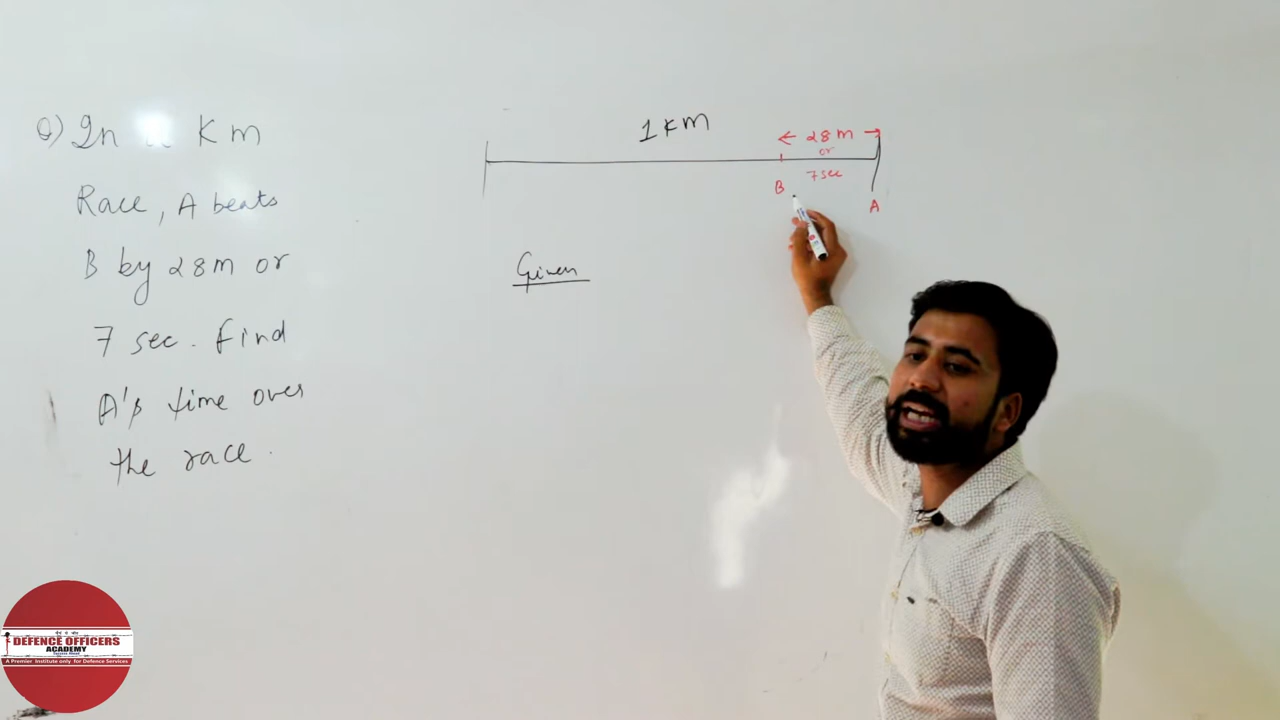 Q) In a Km
Race, A beats
B by 28m or
7 sec. find
A's time over
the race.
1 Km
28 m
or
7 sec
B
A
Given
DEFENCE OFFICERS
ACADEMY
A Premier Institute only for Defence Services